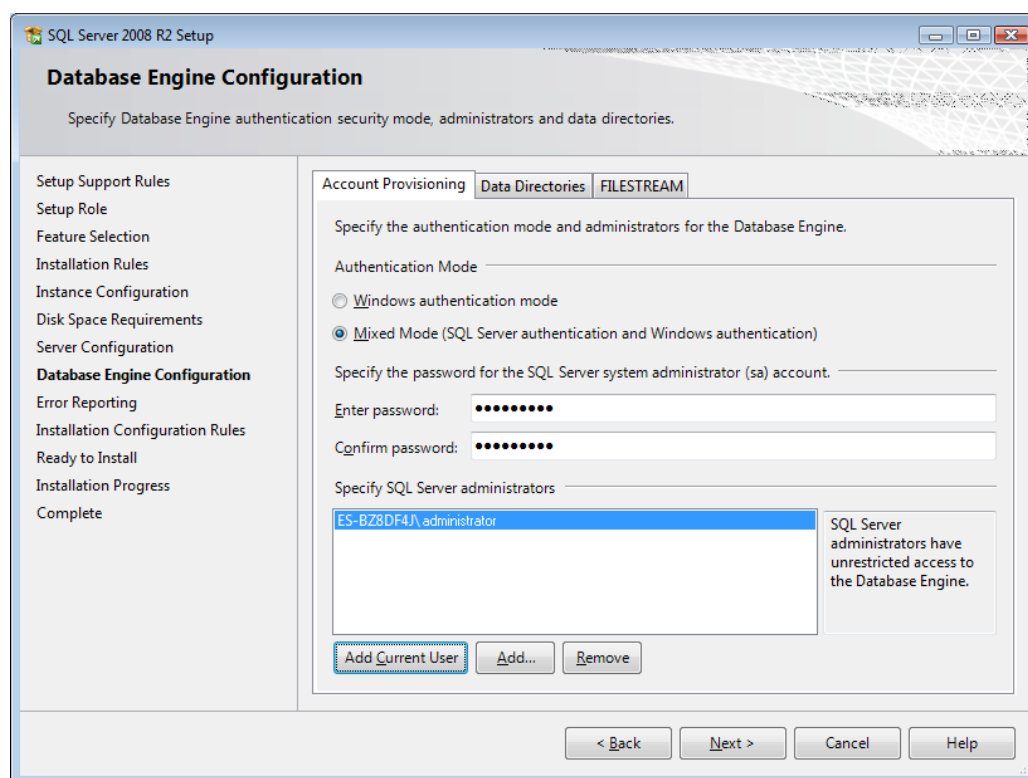 SQL Server 2008 R2 Setup
Database Engine Configuration
Specify Database Engine authentication security mode, administrators and data directories.
Setup Support Rules
Setup Role
Feature Selection
Installation Rules
Instance Configuration
Disk Space Requirements
Server Configuration
Database Engine Configuration
Error Reporting
Installation Configuration Rules
Ready to Install
Installation Progress
Complete
Account Provisioning
Data Directories
FILESTREAM
Specify the authentication mode and administrators for the Database Engine.
Authentication Mode
Windows authentication mode
Mixed Mode (SQL Server authentication and Windows authentication)
Specify the password for the SQL Server system administrator (sa) account.
Enter password: •••••••••
Confirm password: •••••••••
Specify SQL Server administrators
ES-BZ8DF4J\administrator
SQL Server
administrators have
unrestricted access to
the Database Engine.
Add Current User
Add...
Remove
< Back
Next >
Cancel
Help